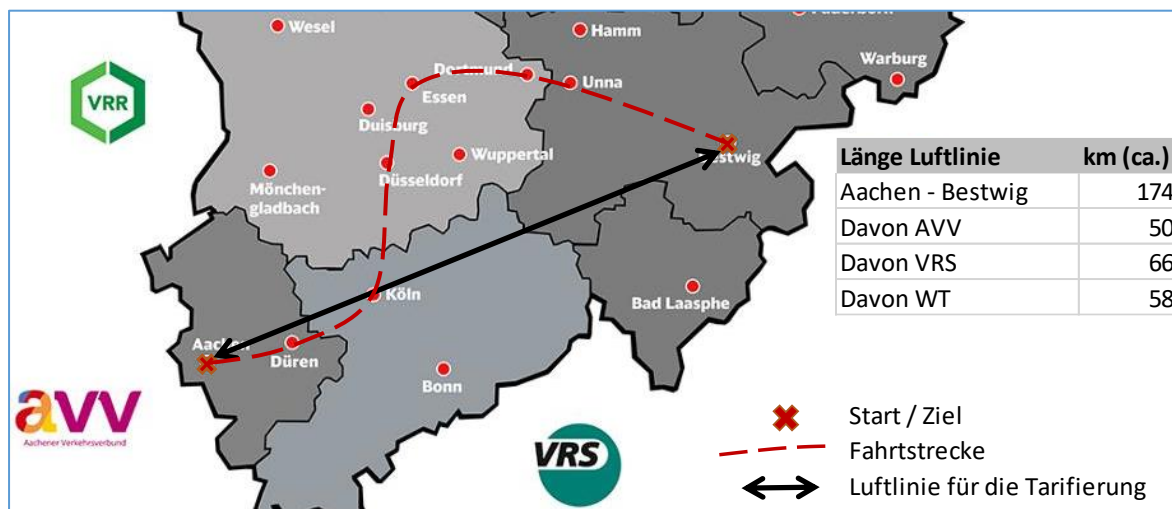 Wesel
Hamm
Warburg
VRR
Dortmund
Unna
Essen
Duisburg
Wuppertal
Düsseldorf
Mönchen-
gladbach
Länge Luftlinie km (ca.)
Aachen - Bestwig 174
Davon AVV 50
Davon VRS 66
Davon WT 58
Köln
Bad Laasphe
Aachen
Düren
Bonn
avv
Aachener Verkehrsverbund
VRS
Start / Ziel
Fahrtstrecke
Luftlinie für die Tarifierung